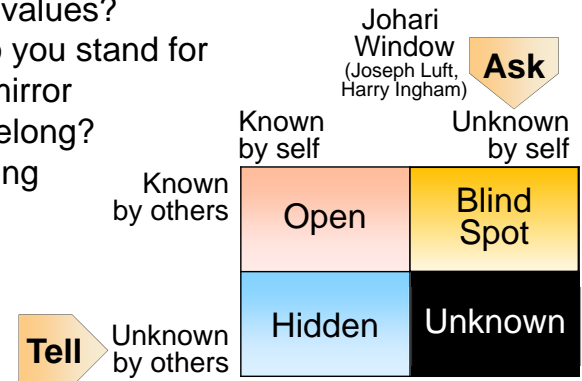 values?
you stand for
mirror
elong?
ng
Johari
Window
(Joseph Luft,
Harry Ingham)
Ask
Known
by self
Unknown
by self
Known
by others
Open
Blind
Spot
Tell
Unknown
by others
Hidden
Unknown